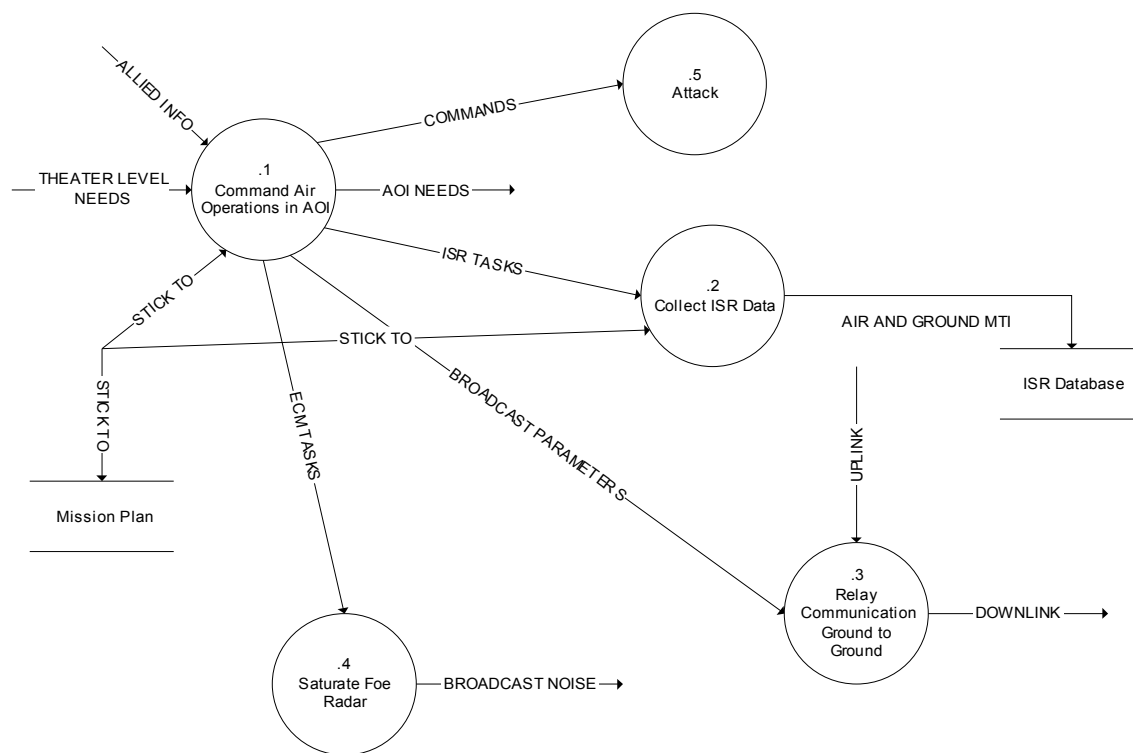 ALLIED INFO
.5
Attack
COMMANDS
.1
Command Air
Operations in AOI
THEATER LEVEL
NEEDS
AOI NEEDS
ISR TASKS
.2
Collect ISR Data
STICK TO
STICK TO
AIR AND GROUND MTI
ISR Database
STICK TO
ECM TASKS
BROADCAST PARAMETERS
UPLINK
Mission Plan
.3
Relay
Communication
Ground to
Ground
DOWNLINK
.4
Saturate Foe
Radar
BROADCAST NOISE